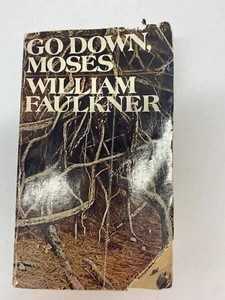 GO DOWN,
MOSES
WILLIAM
FAULKNER